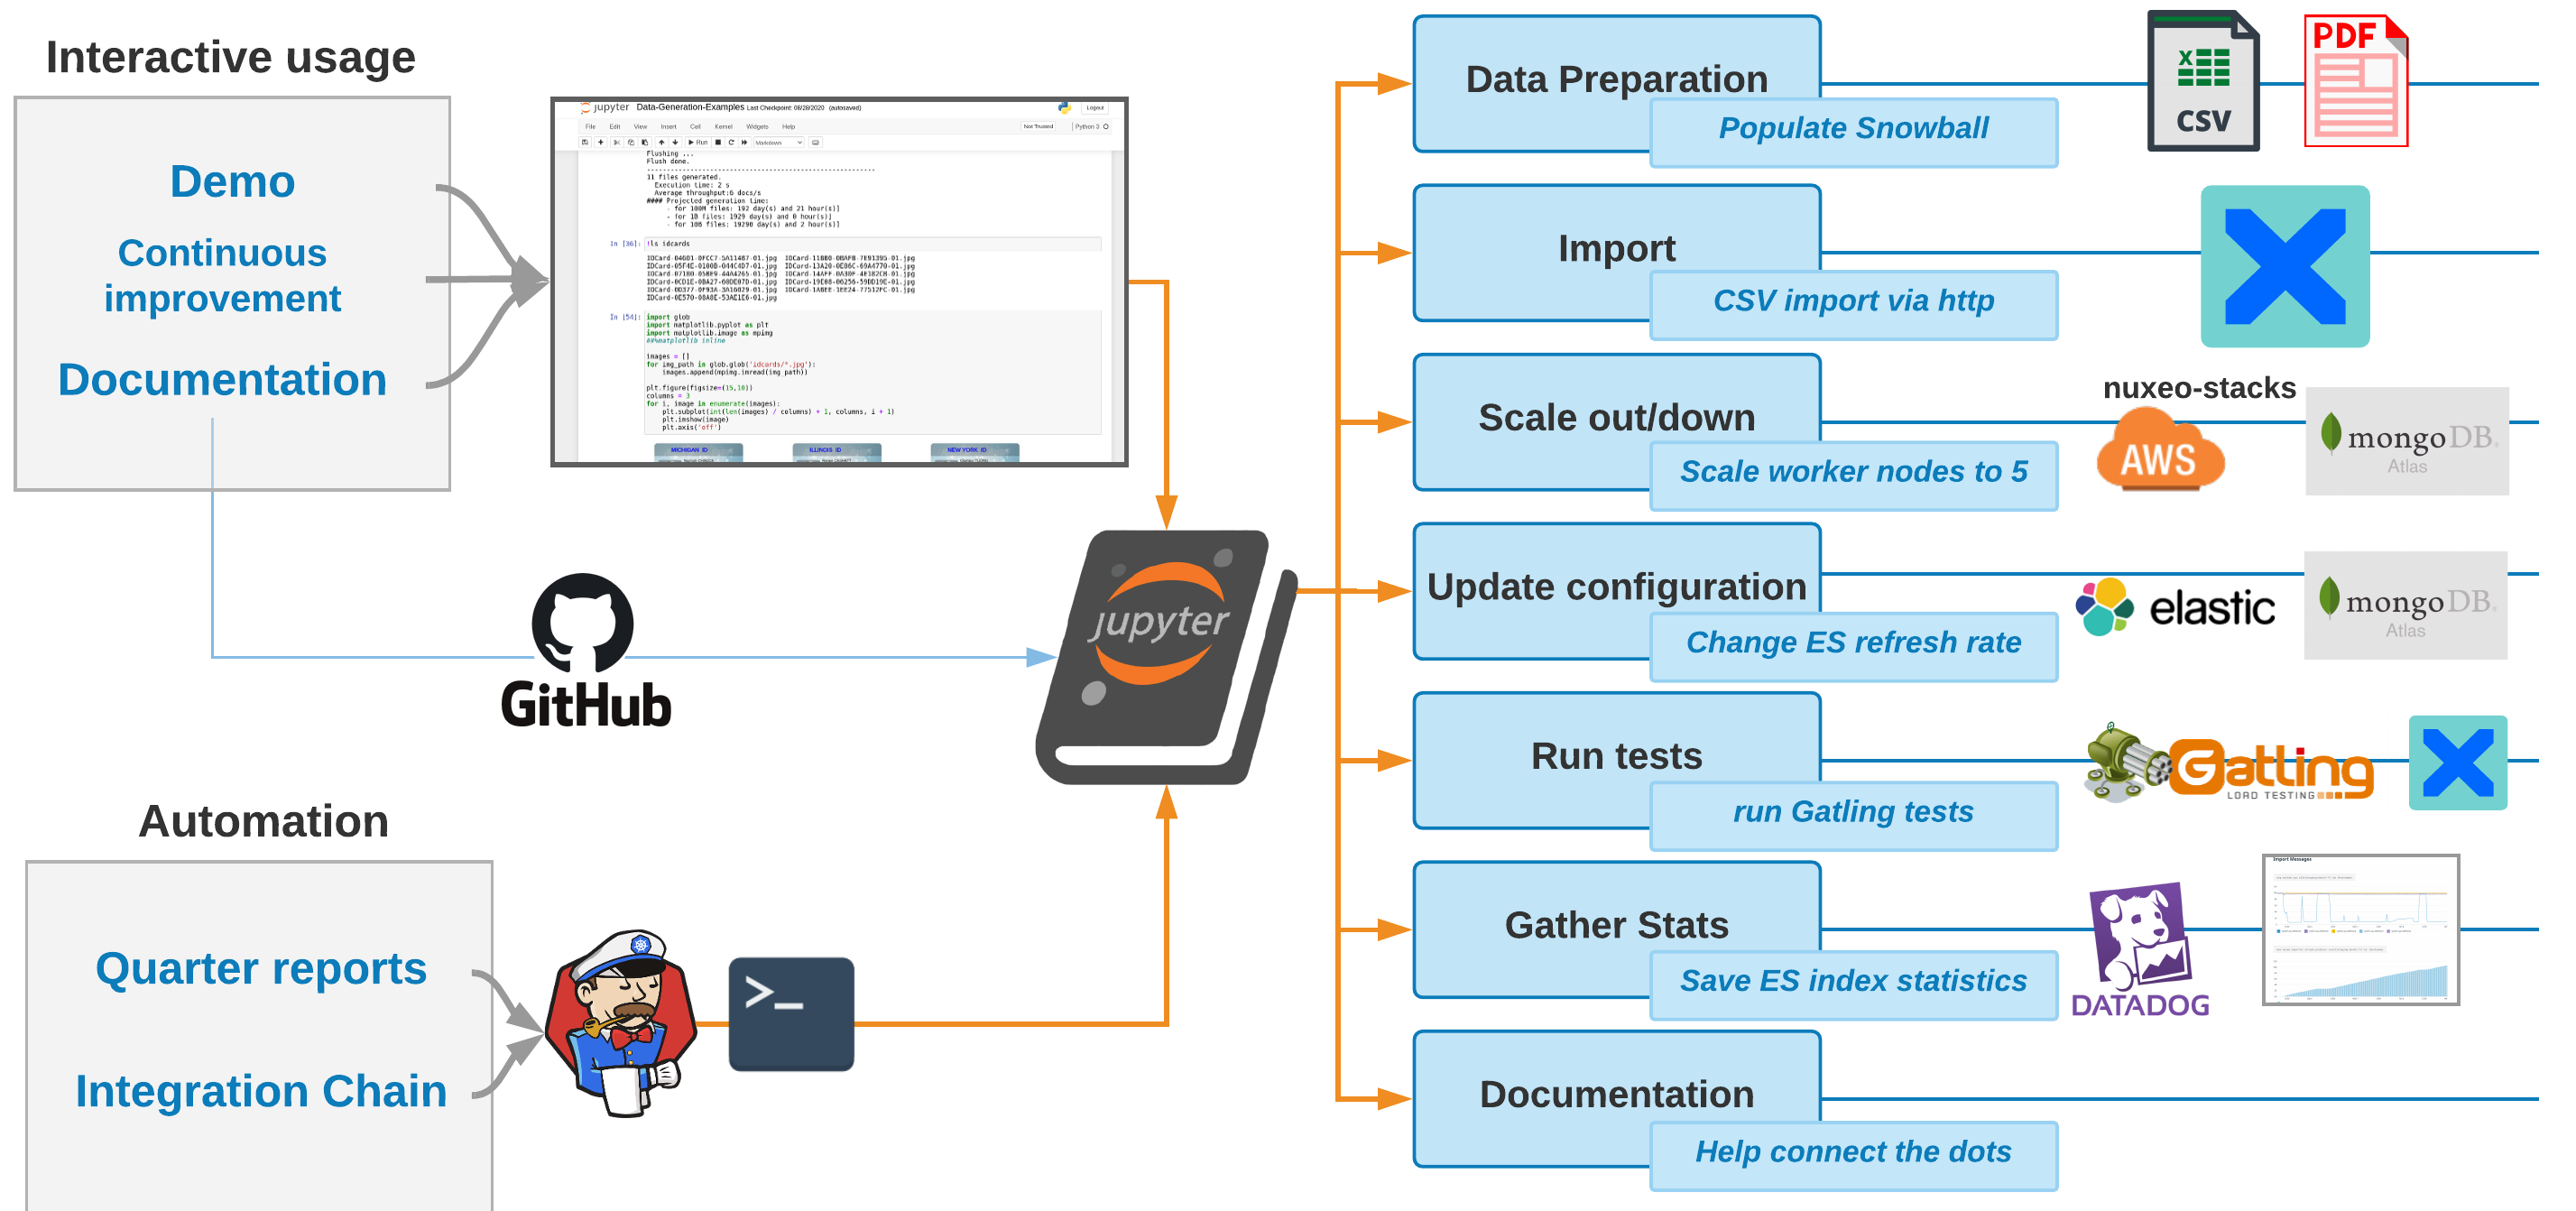 Interactive usage
Demo
Continuous
improvement
Documentation
jupyter Data-Generation-Examples Last Checkpoint: 08/28/2020 (autosaved)
Logout
File Edit View Insert Cell Kernel Widgets Help
Not Trusted Python 3
Run Markdown
Flushing ...
Flush done.
11 files generated.
Execution time: 2 s
Average throughput:6 docs/s
#### Projected generation time:
- for 100M files: 192 day(s) and 21 hour(s)]
- for 1B files: 1929 day(s) and 0 hour(s)]
- for 10G files: 19290 day(s) and 2 hour(s)]
In [36]: !ls idcards
In [54]: import glob
import matplotlib.pyplot as plt
import matplotlib.image as mpimg
#%matplotlib inline
images = []
for img_path in glob.glob('idcards/*.jpg'):
images.append(mpimg.imread(img_path))
plt.figure(figsize=(15,10))
columns = 3
for i, image in enumerate(images):
plt.subplot(int(len(images) / columns) + 1, columns, i + 1)
plt.imshow(image)
plt.axis('off')
MICHIGAN ID ILLINOIS ID NEW YORK ID
GitHub
jupyter
Automation
Quarter reports
Integration Chain
>_
Data Preparation
Populate Snowball
X
CSV
PDF
Import
CSV import via http
Scale out/down
Scale worker nodes to 5
nuxeo-stacks
AWS
mongoDB
Atlas
Update configuration
Change ES refresh rate
elastic
mongoDB
Atlas
Run tests
run Gatling tests
Gatling
LOAD TESTING
Gather Stats
Save ES index statistics
DATADOG
Import Messages
Documentation
Help connect the dots